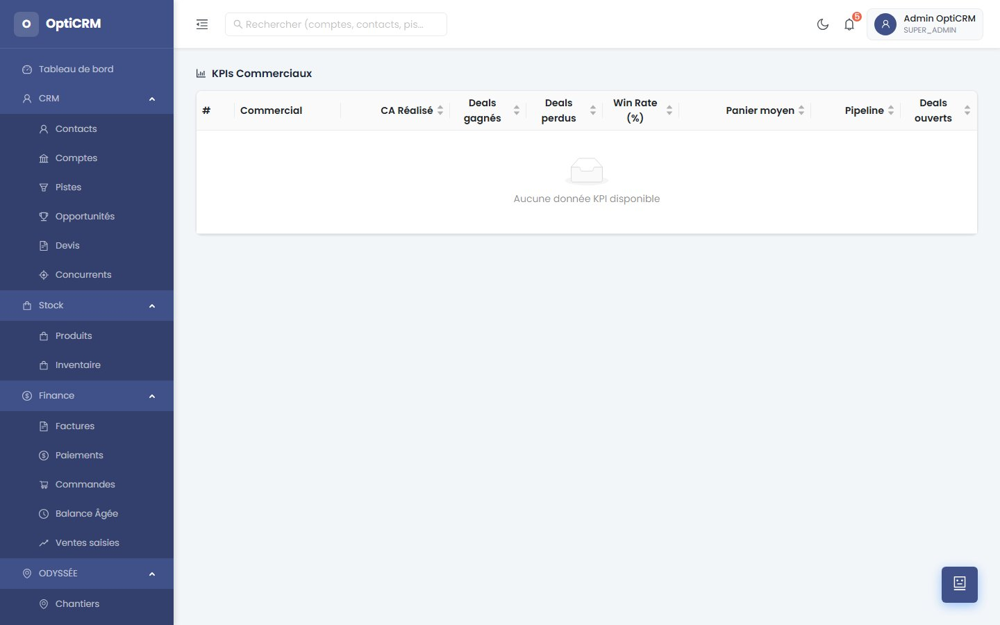 O OptiCRM
Rechercher (comptes, contacts, pis...
5
Admin OptiCRM
SUPER_ADMIN
Tableau de bord
CRM
Contacts
Comptes
Pistes
Opportunités
Devis
Concurrents
Stock
Produits
Inventaire
Finance
Factures
Paiements
Commandes
Balance Âgée
Ventes saisies
ODYSSÉE
Chantiers
KPIs Commerciaux
# Commercial CA Réalisé Deals gagnés Deals perdus Win Rate (%) Panier moyen Pipeline Deals ouverts
Aucune donnée KPI disponible